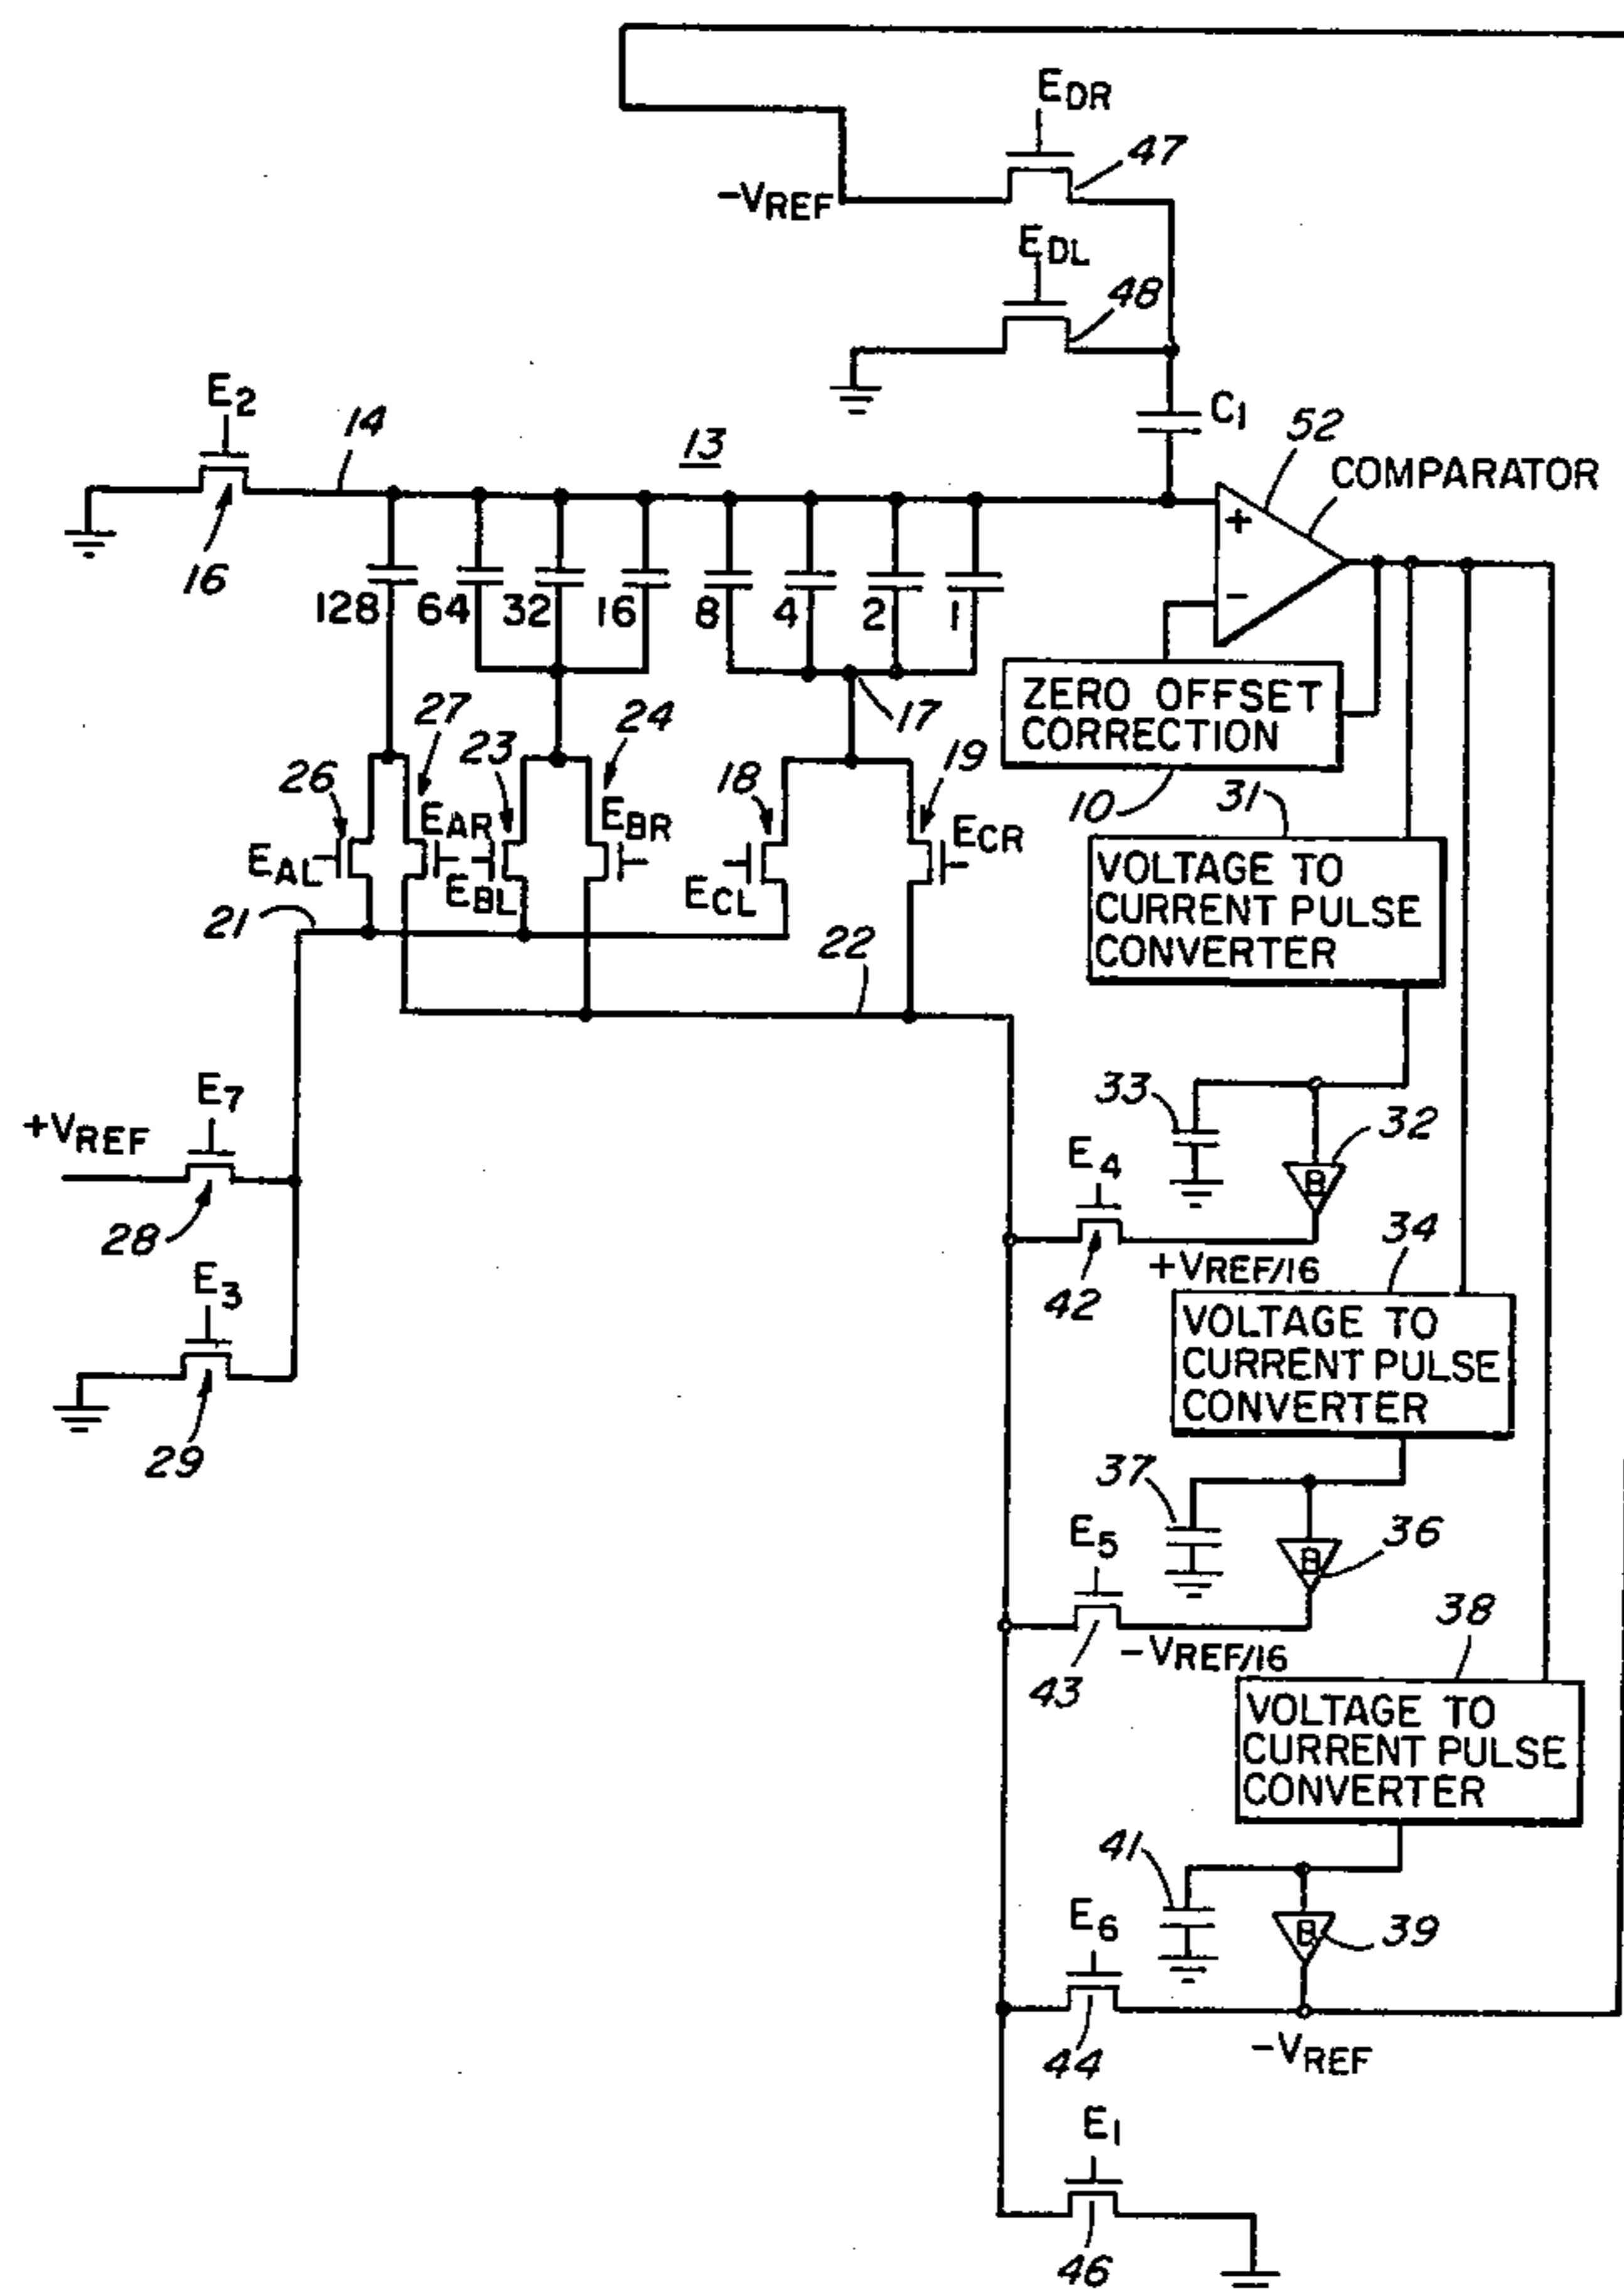 EDR
47
-VREF
EDL
48
C1
52
COMPARATOR
E2
14
13
+
-
16
128 64 32 16 8 4 2 1
ZERO OFFSET
CORRECTION
27
24
17
23
26
18
19
10
31
EAL
EAR
EBL
EBR
ECL
ECR
VOLTAGE TO
CURRENT PULSE
CONVERTER
21
22
E7
33
32
+VREF
E4
B
28
34
+VREF/16
42
E3
VOLTAGE TO
CURRENT PULSE
CONVERTER
29
37
36
E5
B
38
-VREF/16
43
VOLTAGE TO
CURRENT PULSE
CONVERTER
41
E6
B
39
44
-VREF
E1
46